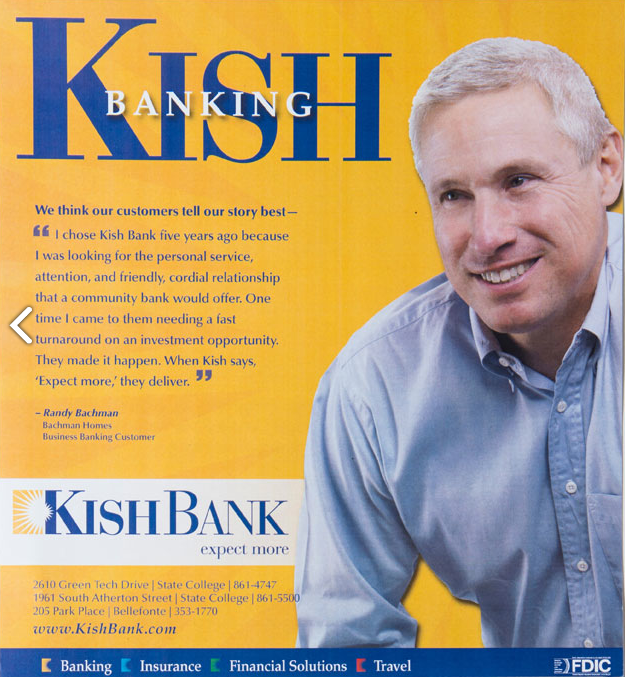 KISH
BANKING
We think our customers tell our story best—
“ I chose Kish Bank five years ago because
I was looking for the personal service,
attention, and friendly, cordial relationship
that a community bank would offer. One
time I came to them needing a fast
turnaround on an investment opportunity.
They made it happen. When Kish says,
‘Expect more,’ they deliver. ”
– Randy Bachman
Bachman Homes
Business Banking Customer
KISH BANK
expect more
2610 Green Tech Drive | State College | 861-4747
1961 South Atherton Street | State College | 861-5500
205 Park Place | Bellefonte | 353-1770
www.KishBank.com
Banking Insurance Financial Solutions Travel FDIC